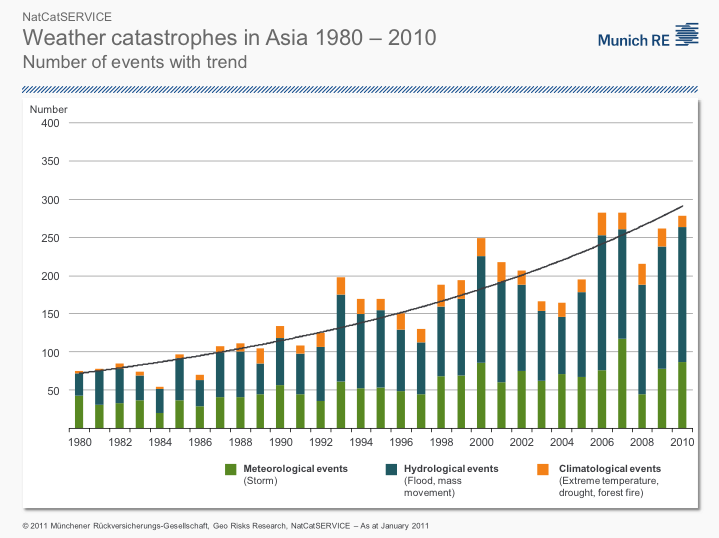 NatCatSERVICE
Weather catastrophes in Asia 1980 – 2010
Number of events with trend
Munich RE
Number
400
350
300
250
200
150
100
50
1980 1982 1984 1986 1988 1990 1992 1994 1996 1998 2000 2002 2004 2006 2008 2010
Meteorological events
(Storm)
Hydrological events
(Flood, mass
movement)
Climatological events
(Extreme temperature,
drought, forest fire)
© 2011 Münchener Rückversicherungs-Gesellschaft, Geo Risks Research, NatCatSERVICE – As at January 2011